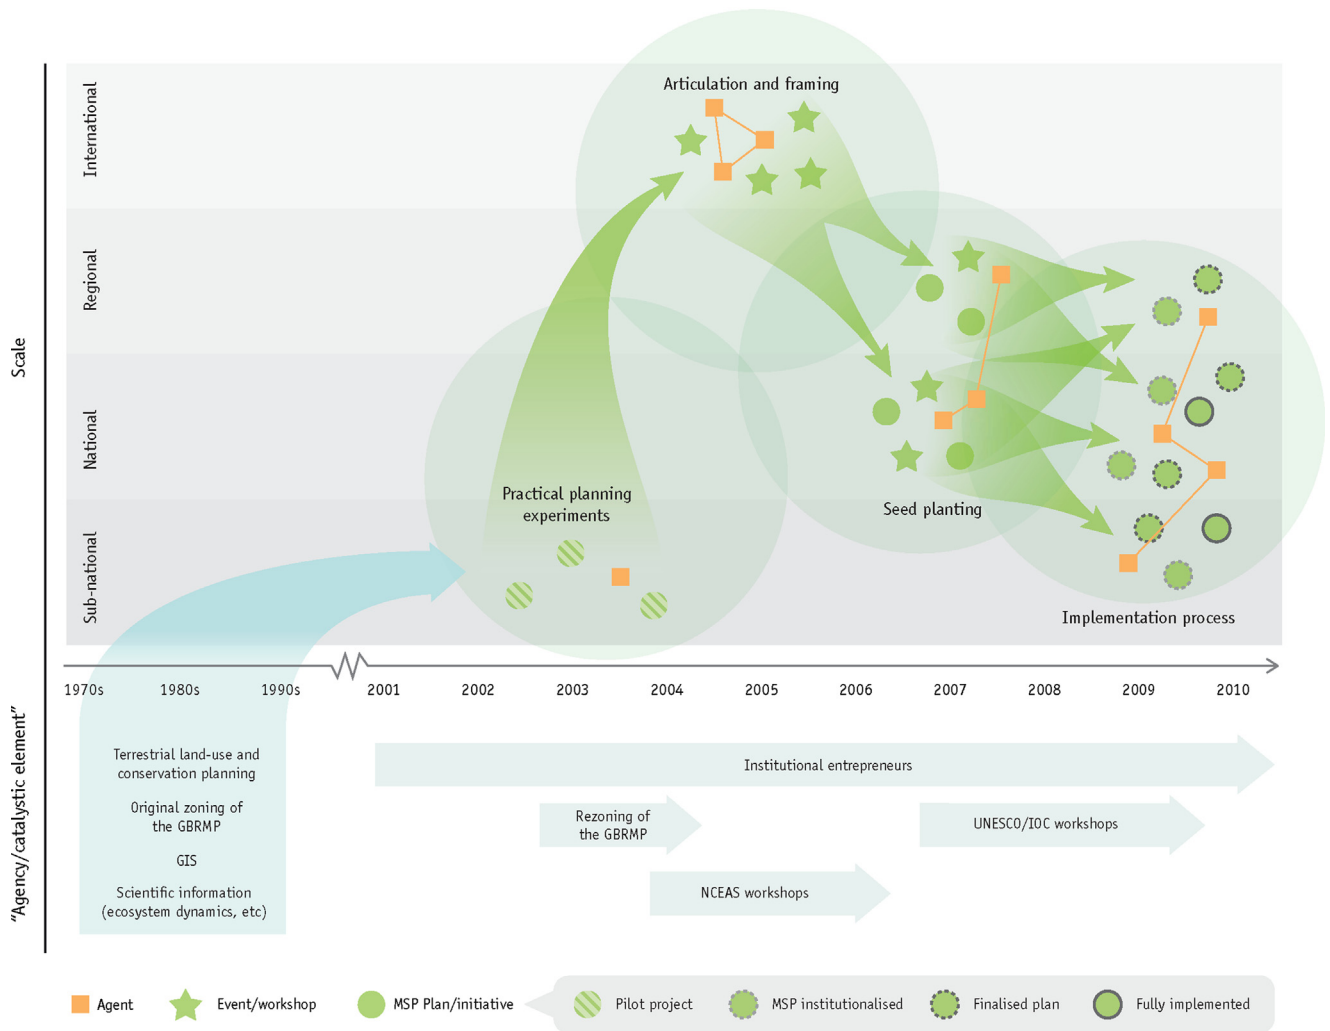 Scale
International
Regional
National
Sub-national
Articulation and framing
Practical planning
experiments
Seed planting
Implementation process
1970s
1980s
1990s
2001
2002
2003
2004
2005
2006
2007
2008
2009
2010
"Agency/catalytic element"
Terrestrial land-use and
conservation planning
Original zoning of
the GBRMP
GIS
Scientific information
(ecosystem dynamics, etc)
Institutional entrepreneurs
Rezoning of
the GBRMP
UNESCO/IOC workshops
NCEAS workshops
Agent
Event/workshop
MSP Plan/initiative
Pilot project
MSP institutionalised
Finalised plan
Fully implemented